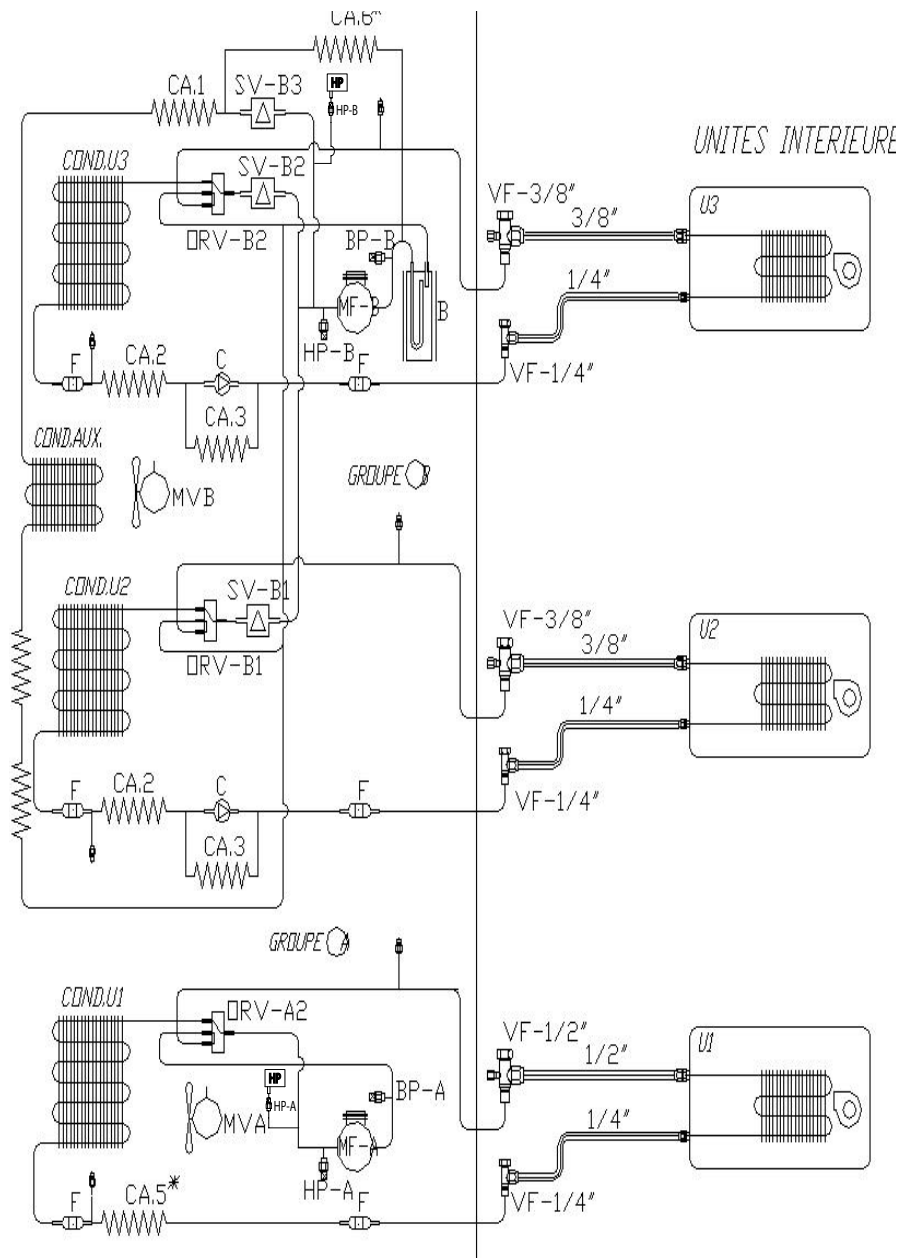 CA.6*
CA.1
SV-B3
HP
HP-B
COND.U3
SV-B2
UNITES INTERIEURE
VF-3/8"
3/8"
U3
ORV-B2
BP-B
1/4"
MF-B
B
HP-B
F
CA.2
C
F
VF-1/4"
CA.3
COND.AUX.
MVB
GROUPE B
COND.U2
SV-B1
VF-3/8"
3/8"
U2
ORV-B1
1/4"
F
CA.2
C
F
VF-1/4"
CA.3
GROUPE A
COND.U1
ORV-A2
VF-1/2"
1/2"
U1
HP
HP-A
BP-A
MVA
MF-A
1/4"
HP-A
F
CA.5*
F
VF-1/4"